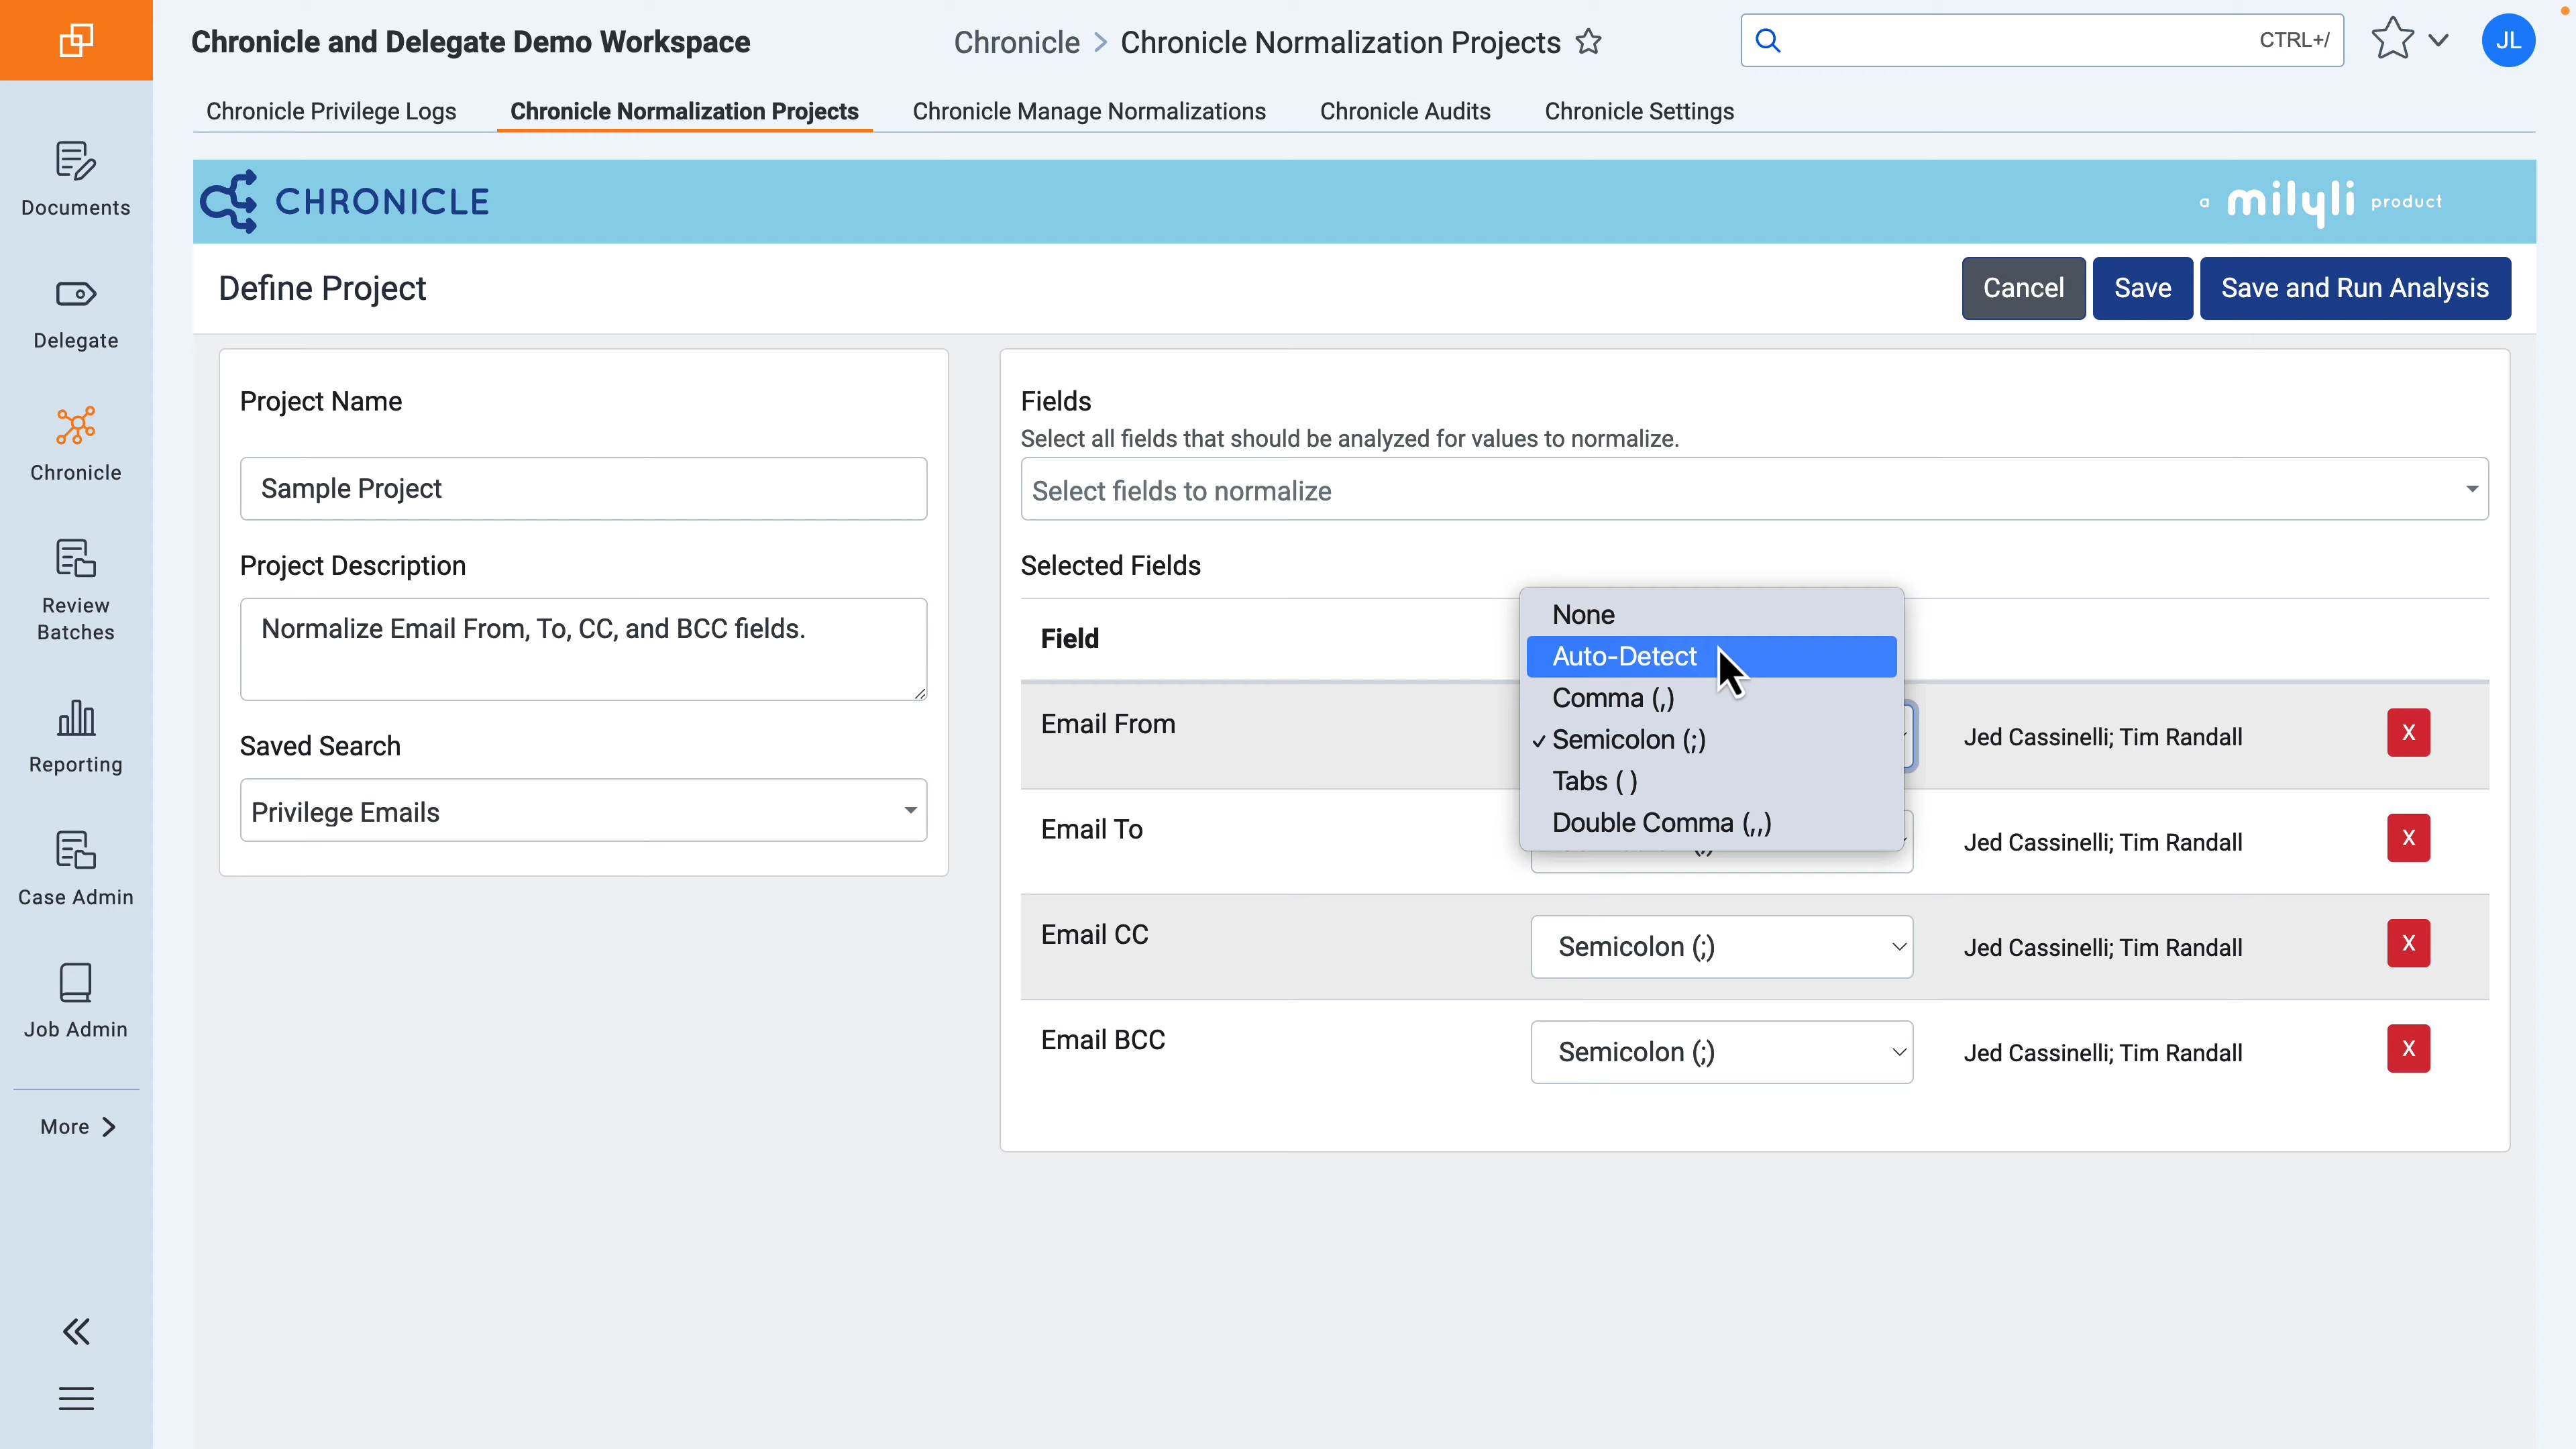 Chronicle and Delegate Demo Workspace
Chronicle > Chronicle Normalization Projects
CTRL+/
JL
Chronicle Privilege Logs
Chronicle Normalization Projects
Chronicle Manage Normalizations
Chronicle Audits
Chronicle Settings
Documents
Delegate
Chronicle
Review
Batches
Reporting
Case Admin
Job Admin
More
CHRONICLE
a milyli product
Define Project
Cancel
Save
Save and Run Analysis
Project Name
Sample Project
Project Description
Normalize Email From, To, CC, and BCC fields.
Saved Search
Privilege Emails
Fields
Select all fields that should be analyzed for values to normalize.
Select fields to normalize
Selected Fields
Field
None
Auto-Detect
Comma (,)
✓ Semicolon (;)
Tabs ( )
Double Comma (,,)
Email From
Jed Cassinelli; Tim Randall
X
Email To
Jed Cassinelli; Tim Randall
X
Email CC
Semicolon (;)
Jed Cassinelli; Tim Randall
X
Email BCC
Semicolon (;)
Jed Cassinelli; Tim Randall
X